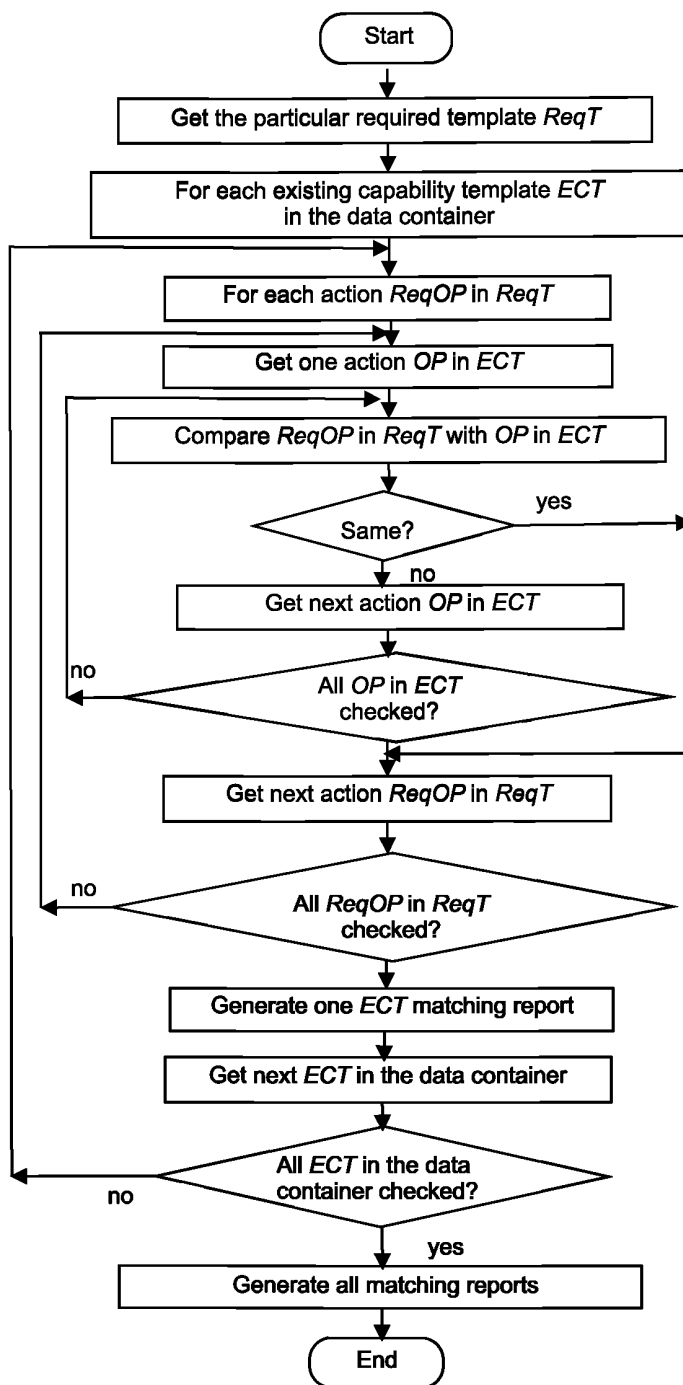 Start
Get the particular required template ReqT
For each existing capability template ECT
in the data container
For each action ReqOP in ReqT
Get one action OP in ECT
Compare ReqOP in ReqT with OP in ECT
yes
Same?
no
Get next action OP in ECT
no
All OP in ECT
checked?
Get next action ReqOP in ReqT
no
All ReqOP in ReqT
checked?
Generate one ECT matching report
Get next ECT in the data container
All ECT in the data
container checked?
no
yes
Generate all matching reports
End